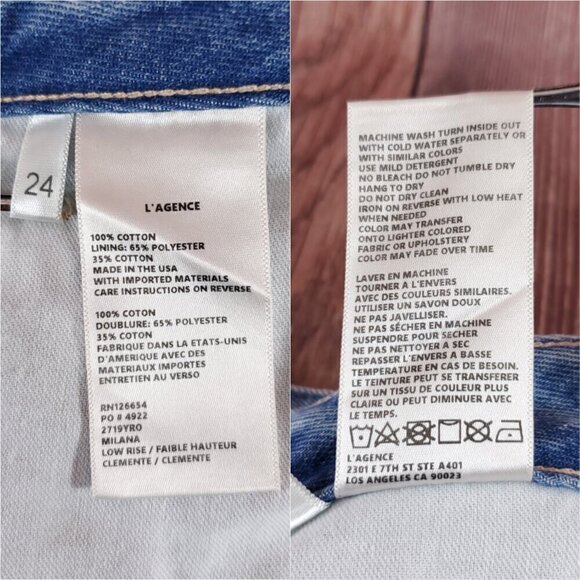 24
L'AGENCE
100% COTTON
LINING: 65% POLYESTER
35% COTTON
MADE IN THE USA
WITH IMPORTED MATERIALS
CARE INSTRUCTIONS ON REVERSE
100% COTON
DOUBLURE: 65% POLYESTER
35% COTON
FABRIQUE DANS LA ETATS-UNIS
D'AMERIQUE AVEC DES
MATERIAUX IMPORTES
ENTRETIEN AU VERSO
RN126654
PO # 4922
2719YRO
MILANA
LOW RISE / FAIBLE HAUTEUR
CLEMENTE / CLEMENTE
MACHINE WASH TURN INSIDE OUT
WITH COLD WATER SEPARATELY OR
WITH SIMILAR COLORS
USE MILD DETERGENT
NO BLEACH DO NOT TUMBLE DRY
HANG TO DRY
DO NOT DRY CLEAN
IRON ON REVERSE WITH LOW HEAT
WHEN NEEDED
COLOR MAY TRANSFER
ONTO LIGHTER COLORED
FABRIC OR UPHOLSTERY
COLOR MAY FADE OVER TIME
LAVER EN MACHINE
TOURNER A L'ENVERS
AVEC DES COULEURS SIMILAIRES.
UTILISER UN SAVON DOUX
NE PAS JAVELLISER.
NE PAS SÉCHER EN MACHINE
SUSPENDRE POUR SECHER
NE PAS NETTOYER A SEC
REPASSER L'ENVERS A BASSE
TEMPERATURE EN CAS DE BESOIN.
LE TEINTURE PEUT SE TRANSFERER
SUR UN TISSU DE COULEUR PLUS
CLAIRE OU PEUT DIMINUER AVEC
LE TEMPS.
L'AGENCE
2301 E 7TH ST STE A401
LOS ANGELES CA 90023